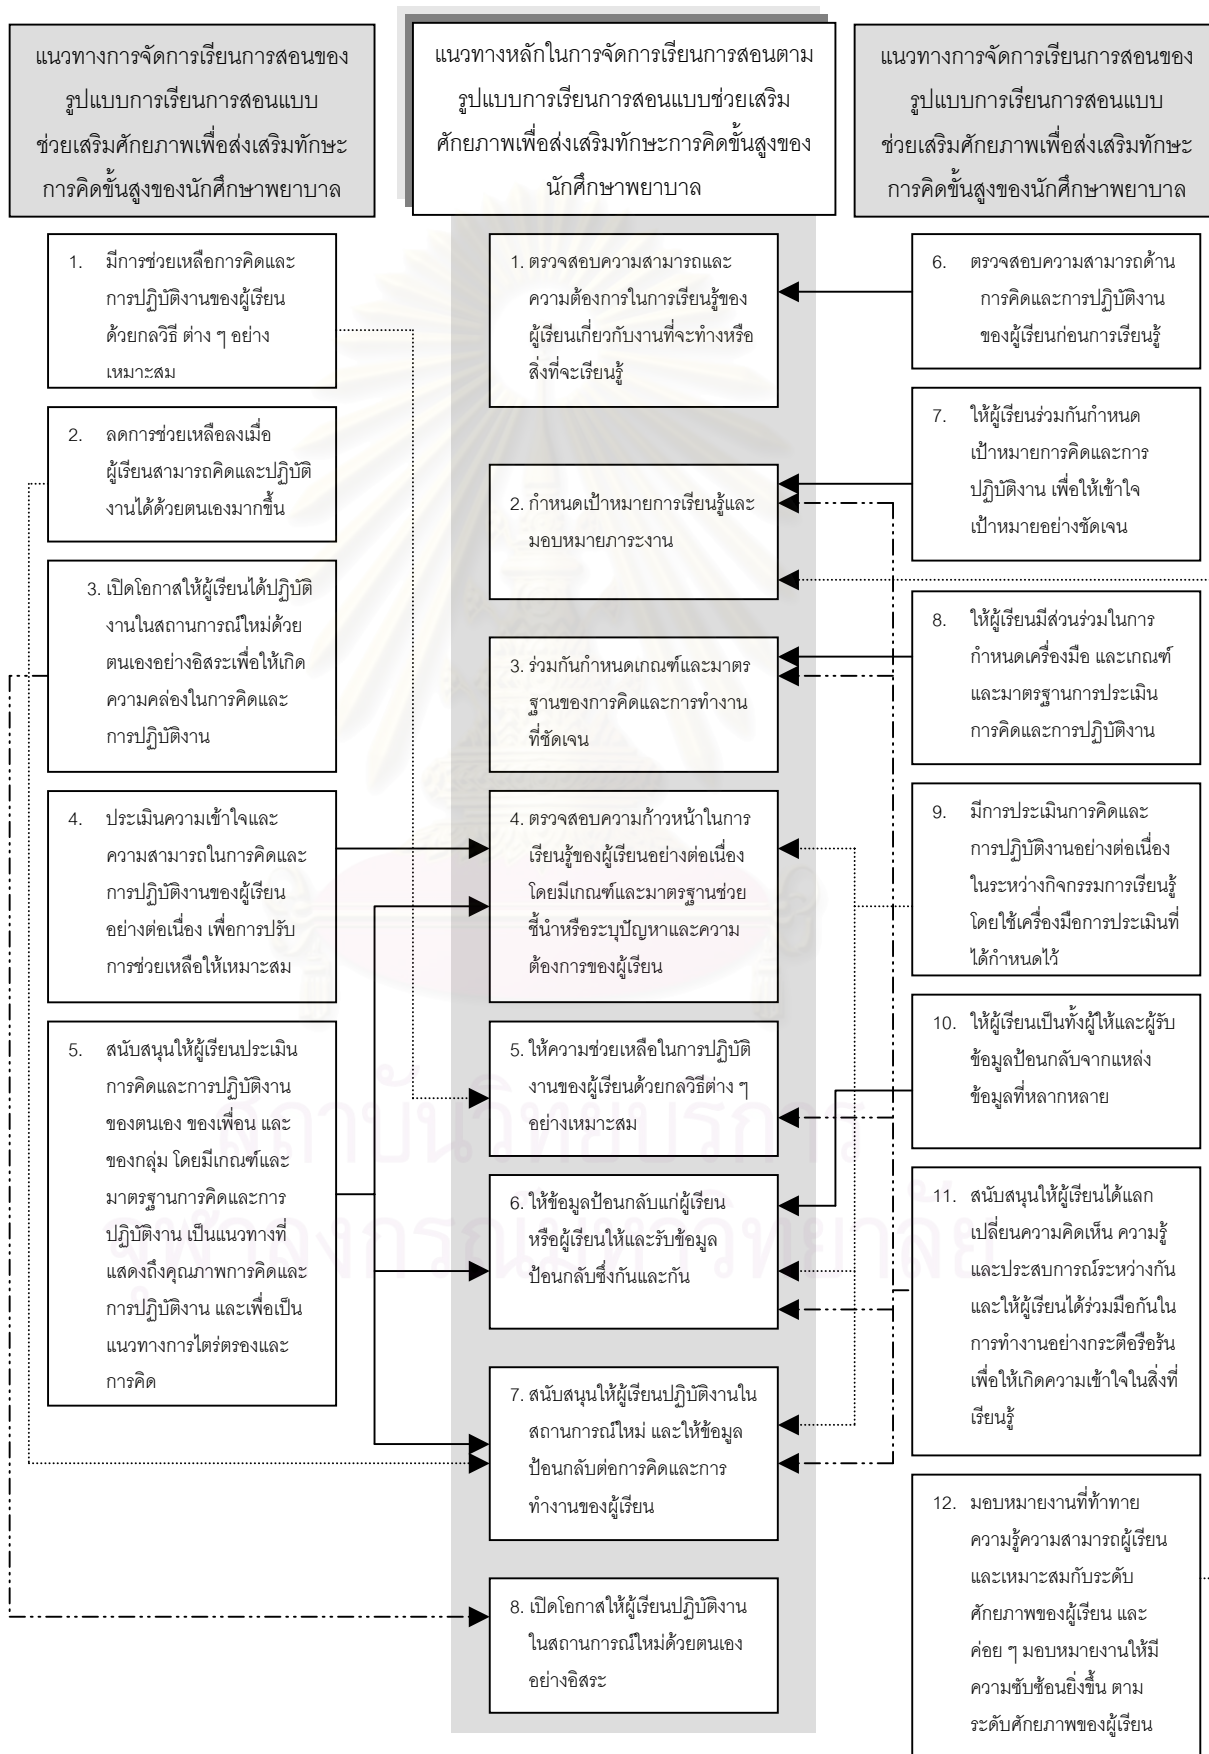 แนวทางการจัดการเรียนการสอนของ
รูปแบบการเรียนการสอนแบบ
ช่วยเสริมศักยภาพเพื่อส่งเสริมทักษะ
การคิดขั้นสูงของนักศึกษาพยาบาล
แนวทางหลักในการจัดการเรียนการสอนตาม
รูปแบบการเรียนการสอนแบบช่วยเสริม
ศักยภาพเพื่อส่งเสริมทักษะการคิดขั้นสูงของ
นักศึกษาพยาบาล
แนวทางการจัดการเรียนการสอนของ
รูปแบบการเรียนการสอนแบบ
ช่วยเสริมศักยภาพเพื่อส่งเสริมทักษะ
การคิดขั้นสูงของนักศึกษาพยาบาล
1. มีการช่วยเหลือการคิดและ
การปฏิบัติงานของผู้เรียน
ด้วยกลวิธี ต่าง ๆ อย่าง
เหมาะสม
2. ลดการช่วยเหลือลงเมื่อ
ผู้เรียนสามารถคิดและปฏิบัติ
งานได้ด้วยตนเองมากขึ้น
3. เปิดโอกาสให้ผู้เรียนได้ปฏิบัติ
งานในสถานการณ์ใหม่ด้วย
ตนเองอย่างอิสระเพื่อให้เกิด
ความคล่องในการคิดและ
การปฏิบัติงาน
4. ประเมินความเข้าใจและ
ความสามารถในการคิดและ
การปฏิบัติงานของผู้เรียน
อย่างต่อเนื่อง เพื่อการปรับ
การช่วยเหลือให้เหมาะสม
5. สนับสนุนให้ผู้เรียนประเมิน
การคิดและการปฏิบัติงาน
ของตนเอง ของเพื่อน และ
ของกลุ่ม โดยมีเกณฑ์และ
มาตรฐานการคิดและการ
ปฏิบัติงาน เป็นแนวทางที่
แสดงถึงคุณภาพการคิดและ
การปฏิบัติงาน และเพื่อเป็น
แนวทางการไตร่ตรองและ
การคิด
1. ตรวจสอบความสามารถและ
ความต้องการในการเรียนรู้ของ
ผู้เรียนเกี่ยวกับงานที่จะทำงหรือ
สิ่งที่จะเรียนรู้
2. กำหนดเป้าหมายการเรียนรู้และ
มอบหมายภาระงาน
3. ร่วมกันกำหนดเกณฑ์และมาตร
ฐานของการคิดและการทำงาน
ที่ชัดเจน
4. ตรวจสอบความก้าวหน้าในการ
เรียนรู้ของผู้เรียนอย่างต่อเนื่อง
โดยมีเกณฑ์และมาตรฐานช่วย
ชี้นำหรือระบุปัญหาและความ
ต้องการของผู้เรียน
5. ให้ความช่วยเหลือในการปฏิบัติ
งานของผู้เรียนด้วยกลวิธีต่าง ๆ
อย่างเหมาะสม
6. ให้ข้อมูลป้อนกลับแก่ผู้เรียน
หรือผู้เรียนให้และรับข้อมูล
ป้อนกลับซึ่งกันและกัน
7. สนับสนุนให้ผู้เรียนปฏิบัติงานใน
สถานการณ์ใหม่ และให้ข้อมูล
ป้อนกลับต่อการคิดและการ
ทำงานของผู้เรียน
8. เปิดโอกาสให้ผู้เรียนปฏิบัติงาน
ในสถานการณ์ใหม่ด้วยตนเอง
อย่างอิสระ
6. ตรวจสอบความสามารถด้าน
การคิดและการปฏิบัติงาน
ของผู้เรียนก่อนการเรียนรู้
7. ให้ผู้เรียนร่วมกันกำหนด
เป้าหมายการคิดและการ
ปฏิบัติงาน เพื่อให้เข้าใจ
เป้าหมายอย่างชัดเจน
8. ให้ผู้เรียนมีส่วนร่วมในการ
กำหนดเครื่องมือ และเกณฑ์
และมาตรฐานการประเมิน
การคิดและการปฏิบัติงาน
9. มีการประเมินการคิดและ
การปฏิบัติงานอย่างต่อเนื่อง
ในระหว่างกิจกรรมการเรียนรู้
โดยใช้เครื่องมือการประเมินที่
ได้กำหนดไว้
10. ให้ผู้เรียนเป็นทั้งผู้ให้และผู้รับ
ข้อมูลป้อนกลับจากแหล่ง
ข้อมูลที่หลากหลาย
11. สนับสนุนให้ผู้เรียนได้แลก
เปลี่ยนความคิดเห็น ความรู้
และประสบการณ์ระหว่างกัน
และให้ผู้เรียนได้ร่วมมือกันใน
การทำงานอย่างกระตือรือร้น
เพื่อให้เกิดความเข้าใจในสิ่งที่
เรียนรู้
12. มอบหมายงานที่ท้าทาย
ความรู้ความสามารถผู้เรียน
และเหมาะสมกับระดับ
ศักยภาพของผู้เรียน และ
ค่อย ๆ มอบหมายงานให้มี
ความซับซ้อนยิ่งขึ้น ตาม
ระดับศักยภาพของผู้เรียน
สถาบันวิทยบริการ
จุฬาลงกรณ์มหาวิทยาลัย